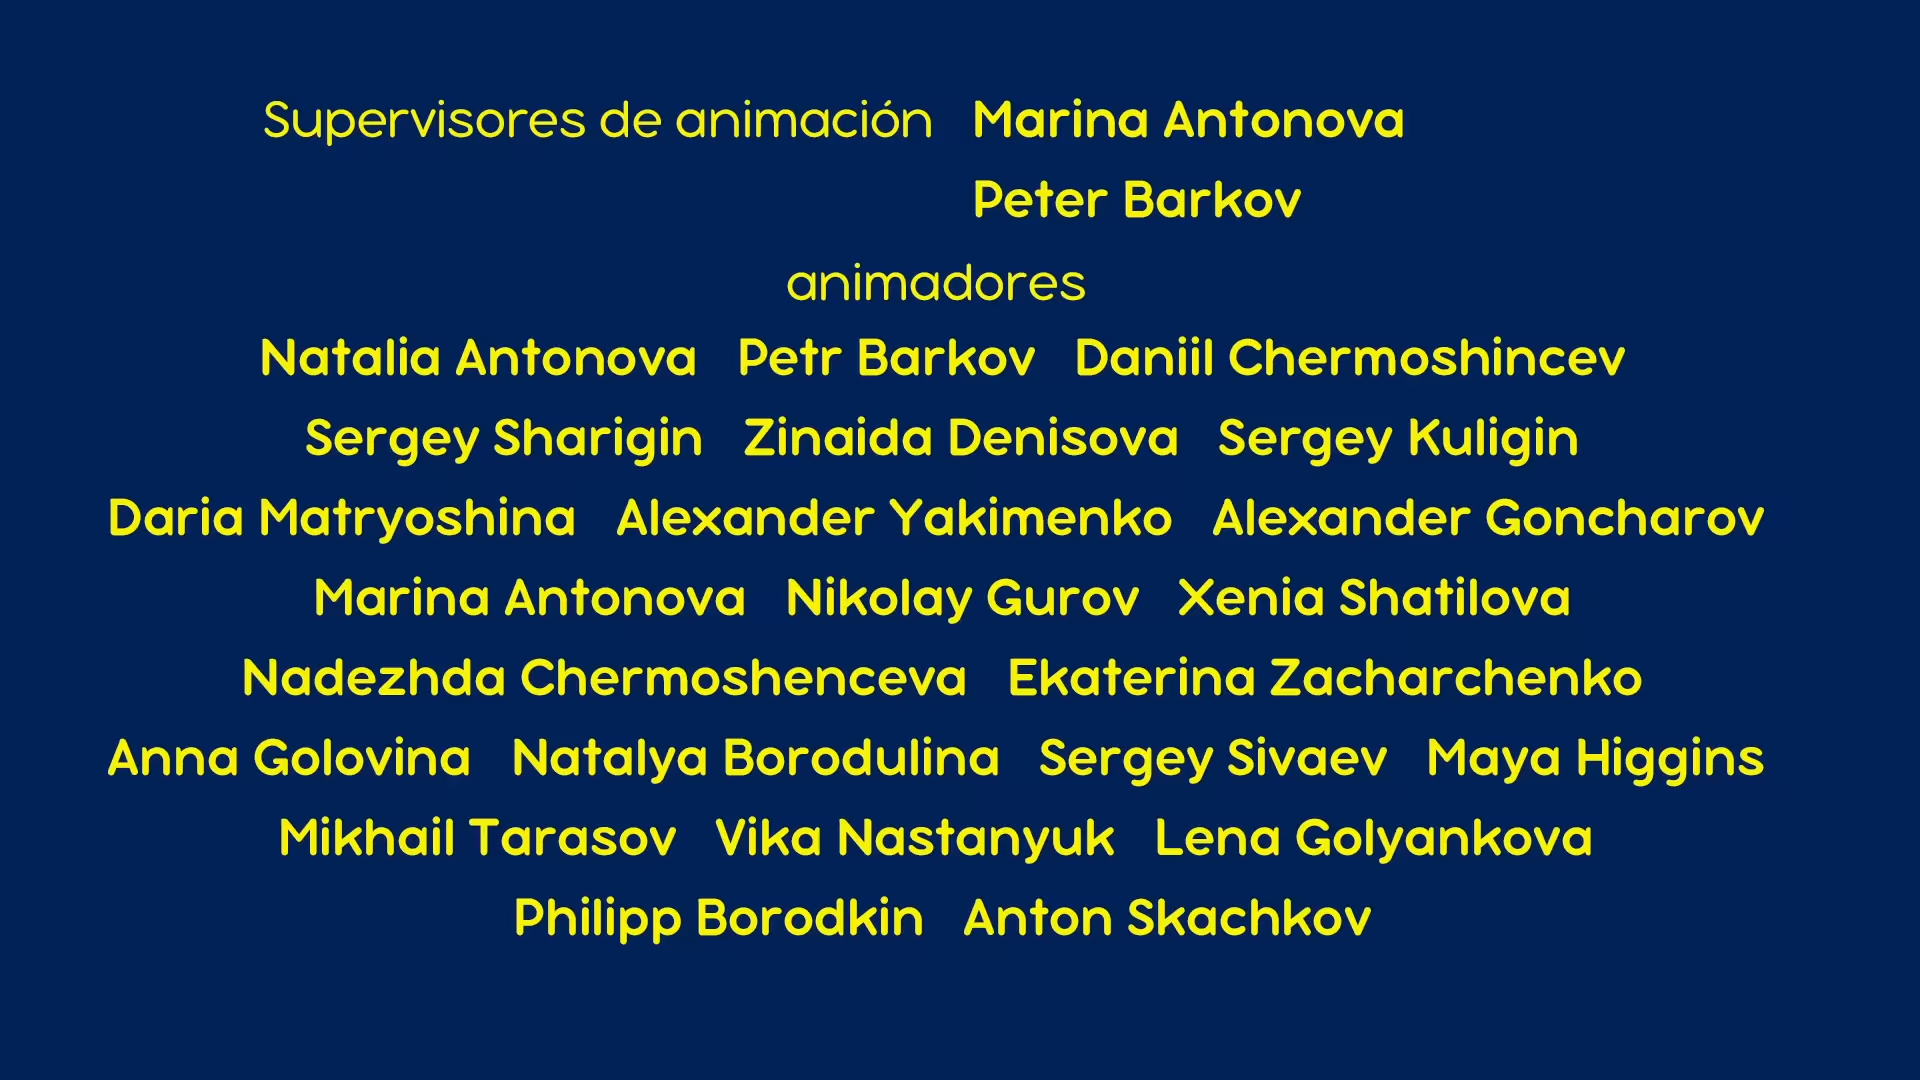 Supervisores de animación Marina Antonova
Peter Barkov
animadores
Natalia Antonova Petr Barkov Daniil Chermoshincev
Sergey Sharigin Zinaida Denisova Sergey Kuligin
Daria Matryoshina Alexander Yakimenko Alexander Goncharov
Marina Antonova Nikolay Gurov Xenia Shatilova
Nadezhda Chermoshenceva Ekaterina Zacharchenko
Anna Golovina Natalya Borodulina Sergey Sivaev Maya Higgins
Mikhail Tarasov Vika Nastanyuk Lena Golyankova
Philipp Borodkin Anton Skachkov